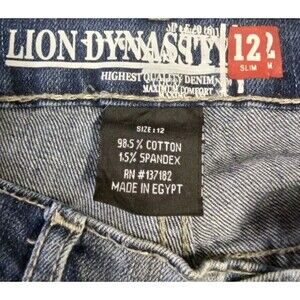 LION DYNASTY
12
SLIM
M
HIGHEST QUALITY DENIM
MAXIMUM COMFORT
SIZE: 12
98.5% COTTON
1.5% SPANDEX
RN #137182
MADE IN EGYPT